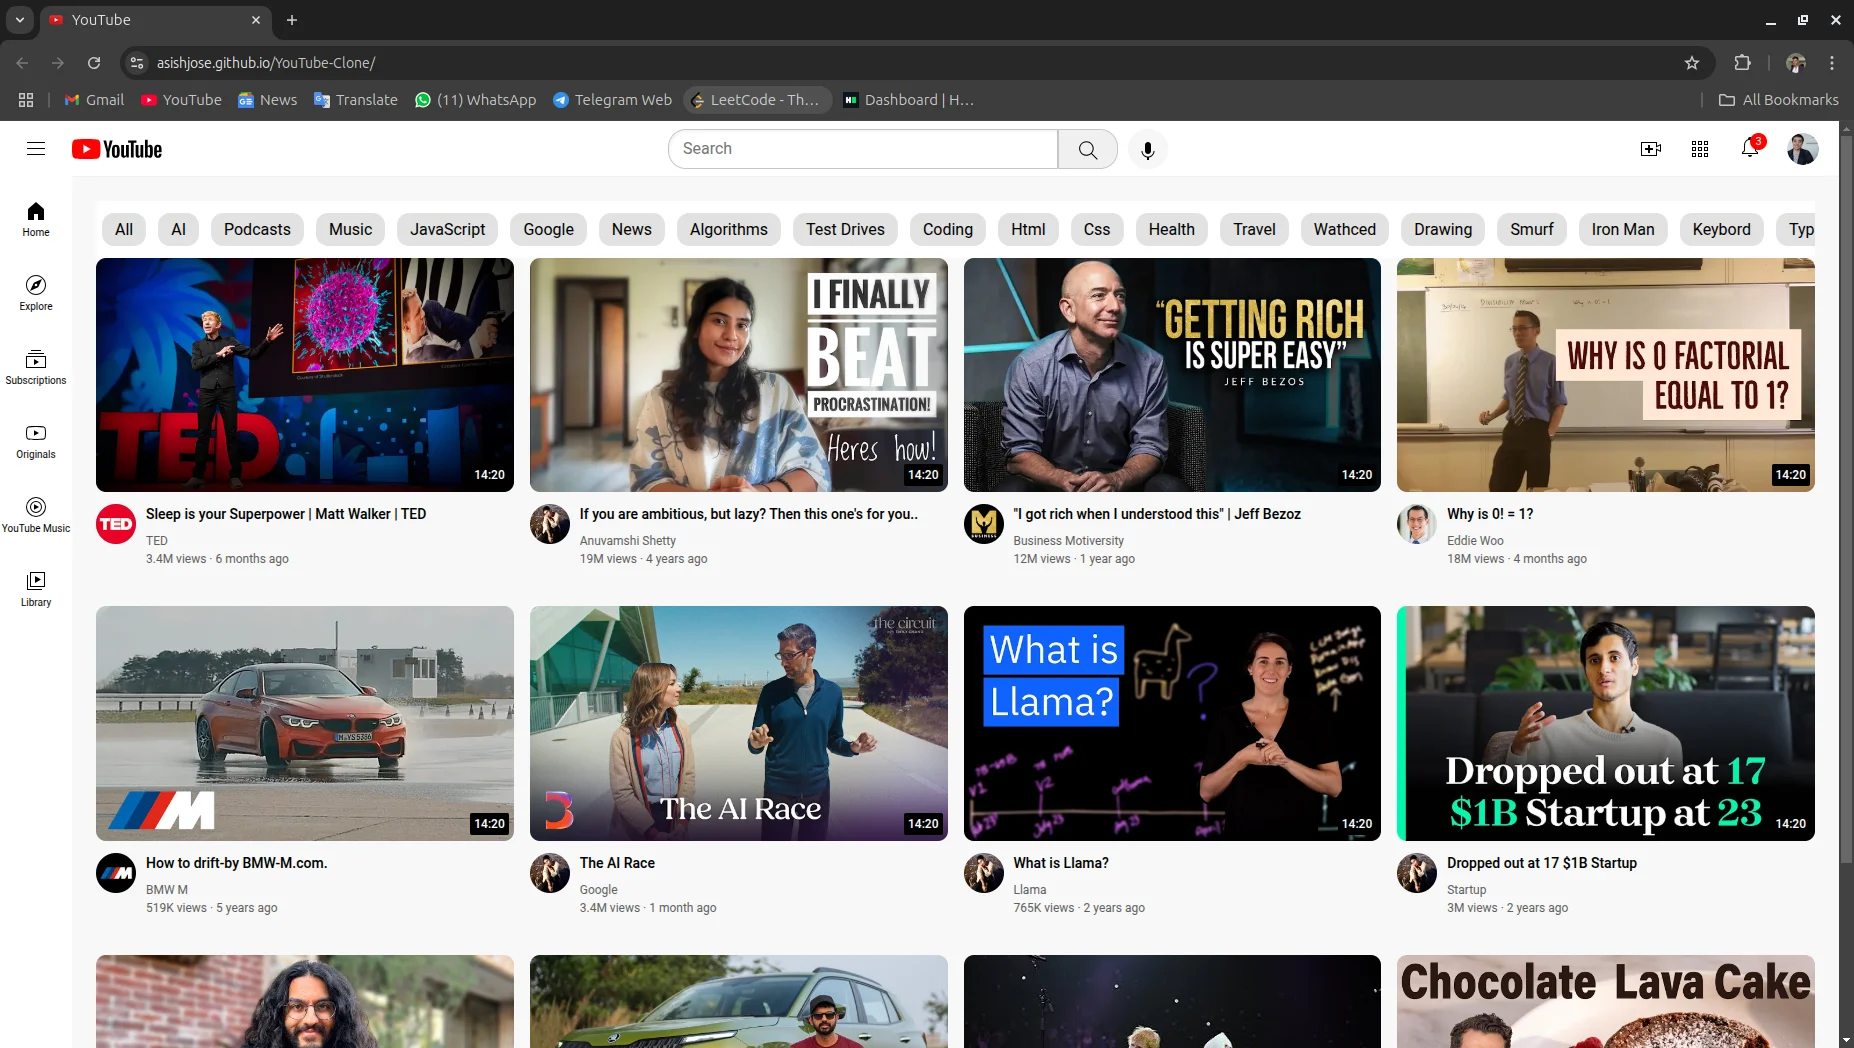 YouTube
asishjose.github.io/YouTube-Clone/
Gmail
YouTube
News
Translate
(11) WhatsApp
Telegram Web
LeetCode - Th…
Dashboard | H…
All Bookmarks
YouTube
Search
3
Home
Explore
Subscriptions
Originals
YouTube Music
Library
All
AI
Podcasts
Music
JavaScript
Google
News
Algorithms
Test Drives
Coding
Html
Css
Health
Travel
Wathced
Drawing
Smurf
Iron Man
Keybord
Typ
TED
14:20
I FINALLY
BEAT
PROCRASTINATION!
Heres how!
14:20
"GETTING RICH
IS SUPER EASY"
JEFF BEZOS
14:20
WHY IS 0 FACTORIAL
EQUAL TO 1?
14:20
TED
Sleep is your Superpower | Matt Walker | TED
TED
3.4M views · 6 months ago
If you are ambitious, but lazy? Then this one's for you..
Anuvamshi Shetty
19M views · 4 years ago
BUSINESS
"I got rich when I understood this" | Jeff Bezoz
Business Motiversity
12M views · 1 year ago
Why is 0! = 1?
Eddie Woo
18M views · 4 months ago
M
14:20
the circuit
The AI Race
14:20
What is
Llama?
14:20
Dropped out at 17
$1B Startup at 23
14:20
M
How to drift-by BMW-M.com.
BMW M
519K views · 5 years ago
The AI Race
Google
3.4M views · 1 month ago
What is Llama?
Llama
765K views · 2 years ago
Dropped out at 17 $1B Startup
Startup
3M views · 2 years ago
Chocolate Lava Cake